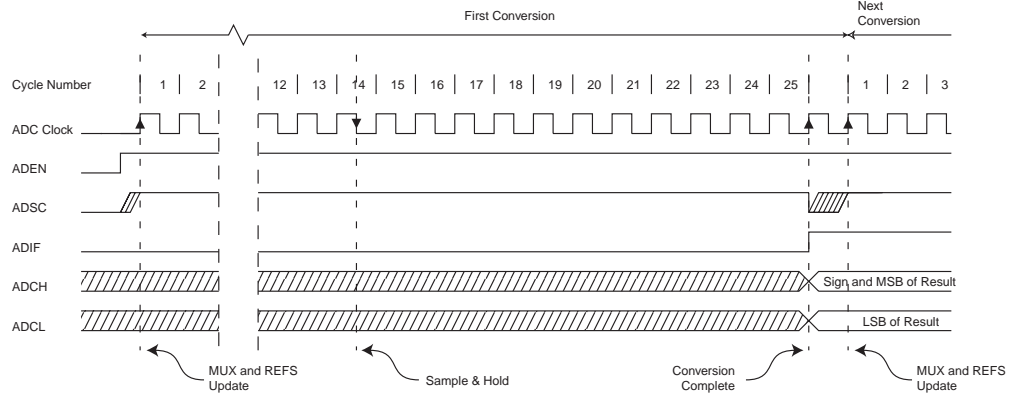 First Conversion
Next
Conversion
Cycle Number 1 2 12 13 14 15 16 17 18 19 20 21 22 23 24 25 1 2 3
ADC Clock
ADEN
ADSC
ADIF
ADCH Sign and MSB of Result
ADCL LSB of Result
MUX and REFS
Update
Sample & Hold
Conversion
Complete
MUX and REFS
Update